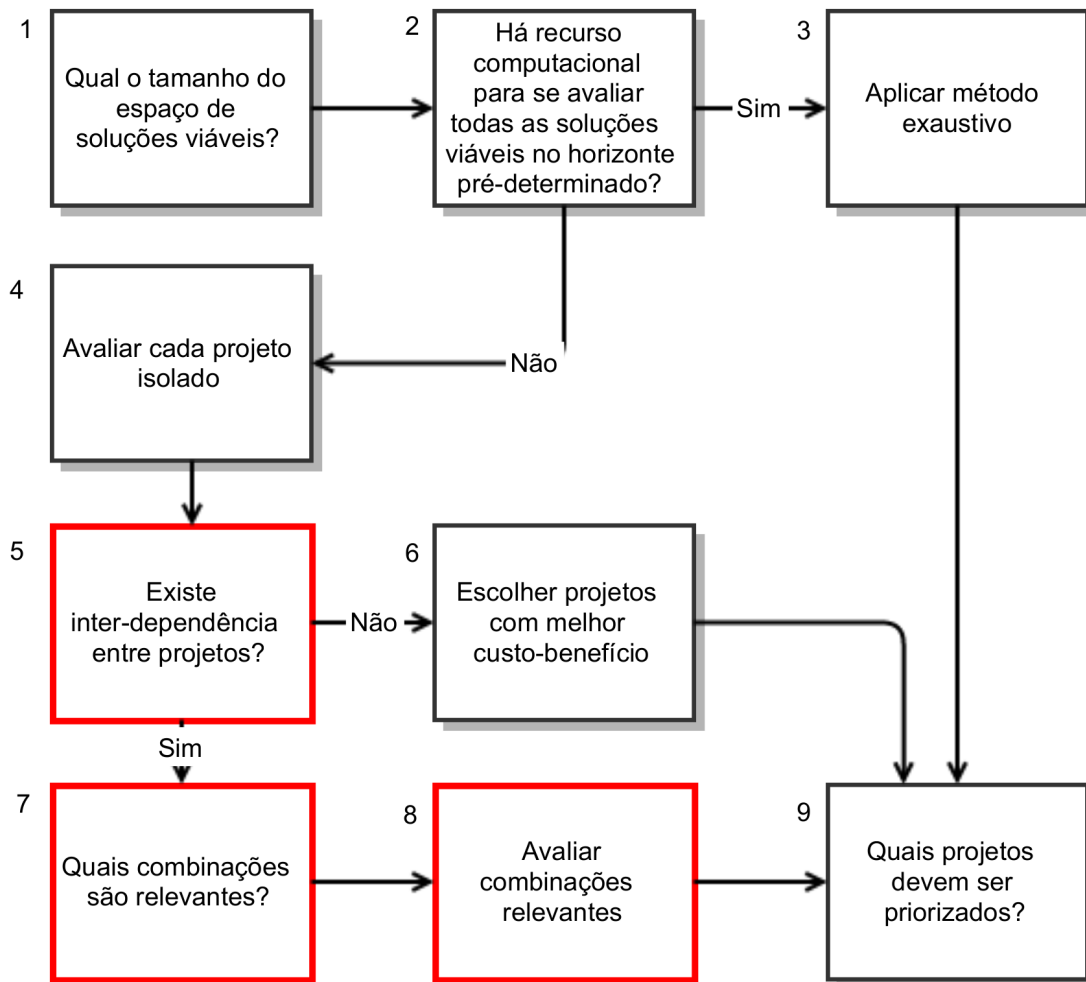 1
Qual o tamanho do
espaço de
soluções viáveis?
2
Há recurso
computacional
para se avaliar
todas as soluções
viáveis no horizonte
pré-determinado?
Sim
3
Aplicar método
exaustivo
4
Avaliar cada projeto
isolado
Não
5
Existe
inter-dependência
entre projetos?
Não
6
Escolher projetos
com melhor
custo-benefício
Sim
7
Quais combinações
são relevantes?
8
Avaliar
combinações
relevantes
9
Quais projetos
devem ser
priorizados?